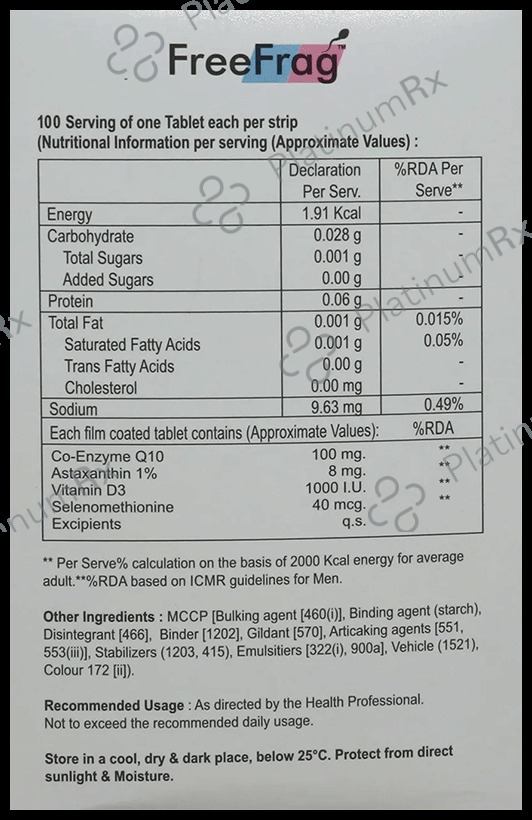 FreeFrag™
100 Serving of one Tablet each per strip
(Nutritional Information per serving (Approximate Values) :
Declaration Per Serv. %RDA Per Serve**
Energy 1.91 Kcal -
Carbohydrate 0.028 g -
Total Sugars 0.001 g -
Added Sugars 0.00 g -
Protein 0.06 g -
Total Fat 0.001 g 0.015%
Saturated Fatty Acids 0.001 g 0.05%
Trans Fatty Acids 0.00 g -
Cholesterol 0.00 mg -
Sodium 9.63 mg 0.49%
Each film coated tablet contains (Approximate Values): %RDA
Co-Enzyme Q10 100 mg. **
Astaxanthin 1% 8 mg. **
Vitamin D3 1000 I.U. **
Selenomethionine 40 mcg. **
Excipients q.s.
** Per Serve% calculation on the basis of 2000 Kcal energy for average
adult.**%RDA based on ICMR guidelines for Men.
Other Ingredients : MCCP [Bulking agent [460(i)], Binding agent (starch),
Disintegrant [466], Binder [1202], Gildant [570], Articaking agents [551,
553(iii)], Stabilizers (1203, 415), Emulsitiers [322(i), 900a], Vehicle (1521),
Colour 172 [ii]).
Recommended Usage : As directed by the Health Professional.
Not to exceed the recommended daily usage.
Store in a cool, dry & dark place, below 25°C. Protect from direct
sunlight & Moisture.
PlatinumRx
PlatinumRx
PlatinumRx
PlatinumRx